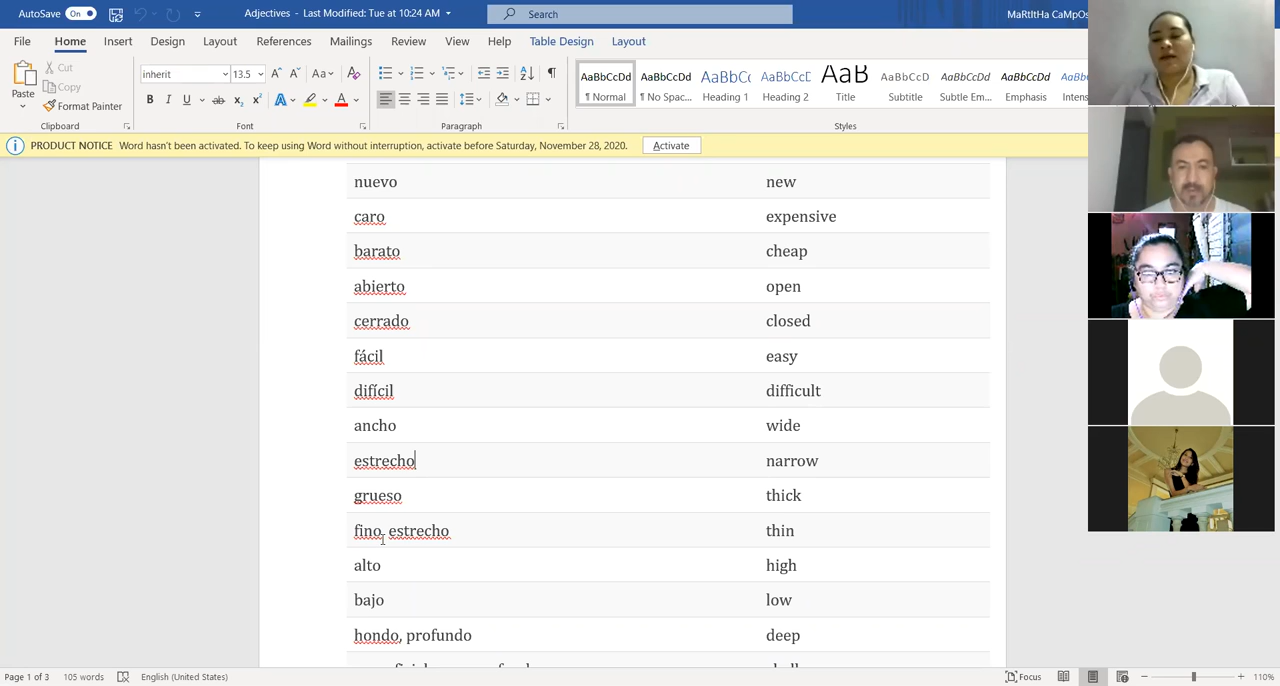 AutoSave On Adjectives - Last Modified: Tue at 10:24 AM Search MaRtItHa CaMpOs
File Home Insert Draw Design Layout References Mailings Review View Help Table Design Layout
Paste Cut Copy Format Painter
inherit 13.5 Aa
B I U ab x₂ x² A A
AaBbCcDd AaBbCcDd AaBbCc AaBbCcE AaB AaBbCcD AaBbCcDd AaBbCcDd AaBb
¶ Normal ¶ No Spac... Heading 1 Heading 2 Title Subtitle Subtle Em... Emphasis Intens
Clipboard Font Paragraph Styles
PRODUCT NOTICE Word hasn't been activated. To keep using Word without interruption, activate before Saturday, November 28, 2020. Activate
nuevo new
caro expensive
barato cheap
abierto open
cerrado closed
fácil easy
difícil difficult
ancho wide
estrecho narrow
grueso thick
fino, estrecho thin
alto high
bajo low
hondo, profundo deep
Page 1 of 3 105 words English (United States) Focus 110%